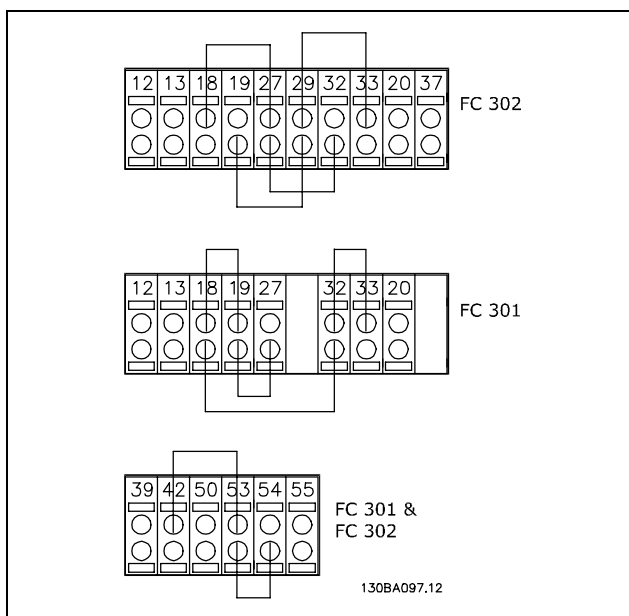 12 13 18 19 27 29 32 33 20 37
FC 302
12 13 18 19 27 32 33 20
FC 301
39 42 50 53 54 55
FC 301 &
FC 302
130BA097.12